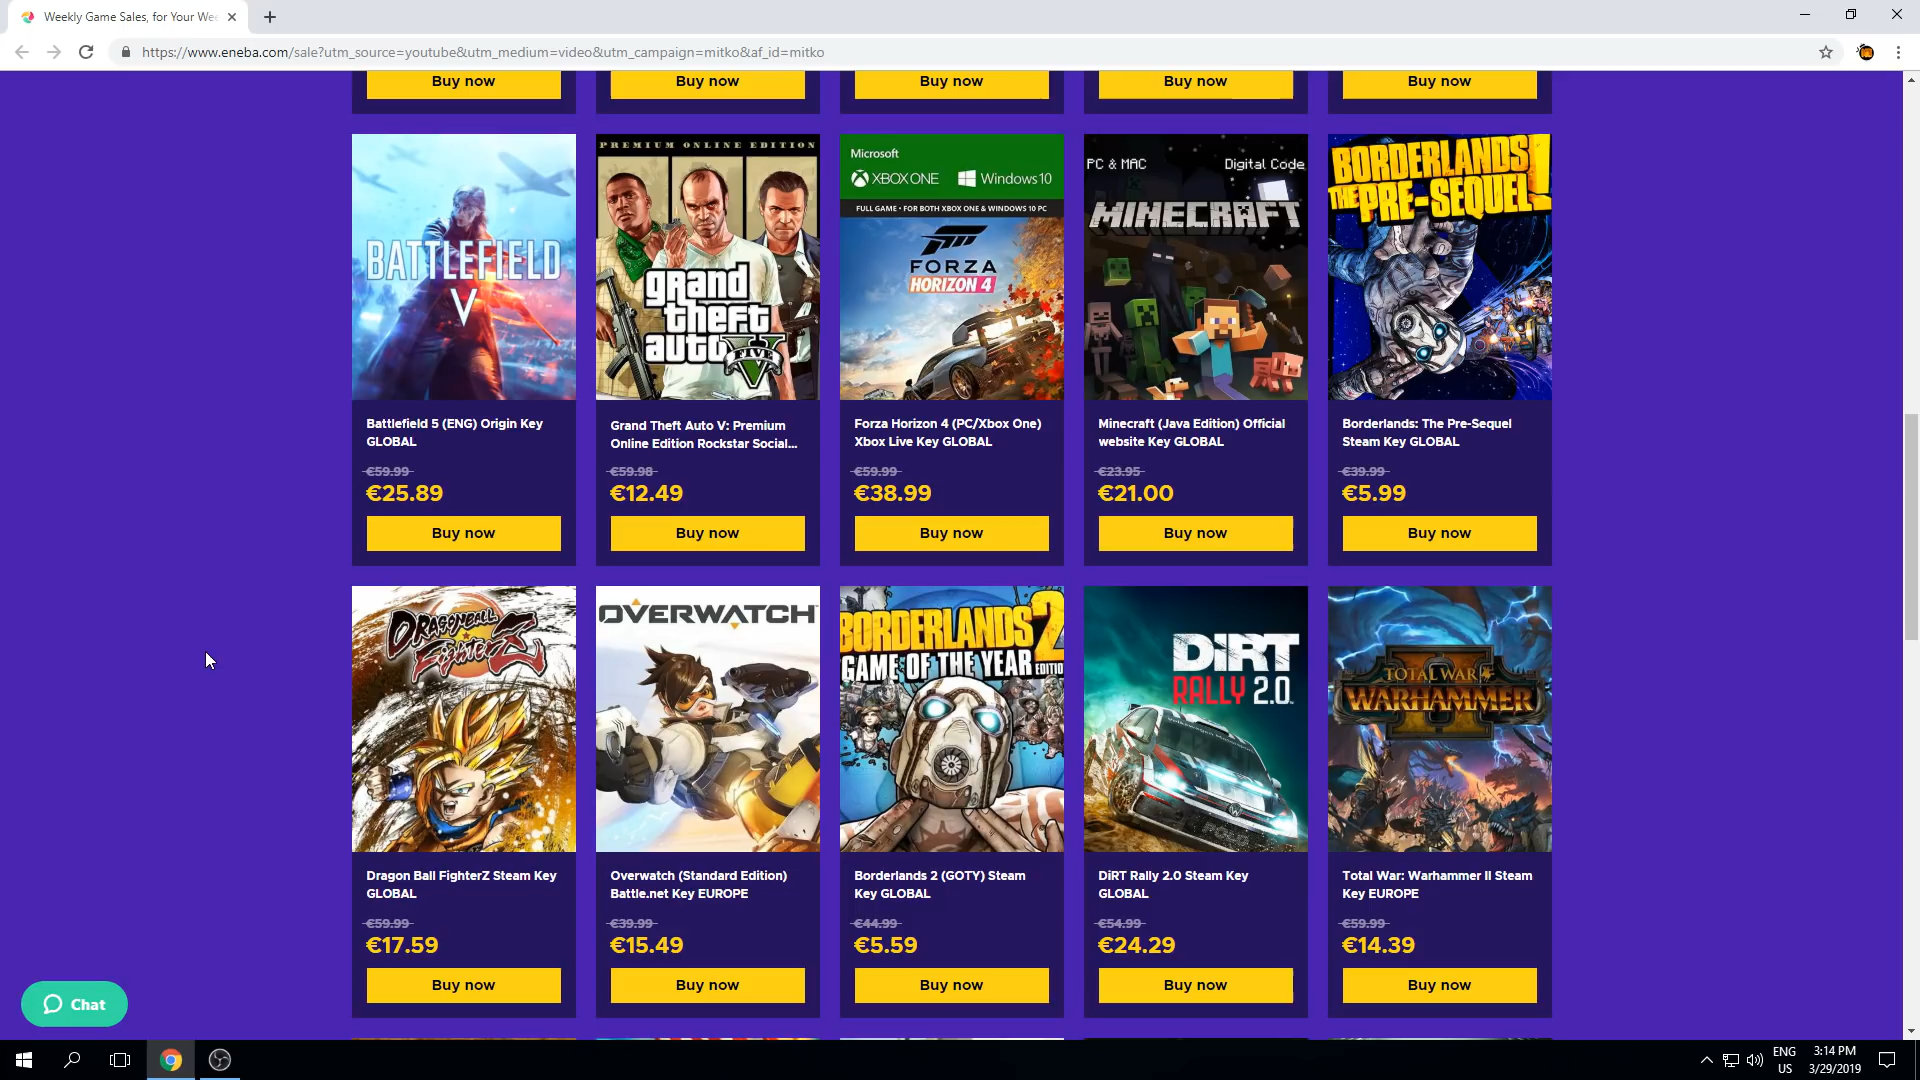 Weekly Game Sales, for Your Wee
https://www.eneba.com/sale?utm_source=youtube&utm_medium=video&utm_campaign=mitko&af_id=mitko
Buy now
Buy now
Buy now
Buy now
Buy now
BATTLEFIELD
V
Battlefield 5 (ENG) Origin Key
GLOBAL
€59.99
€25.89
Buy now
PREMIUM ONLINE EDITION
grand
theft
auto
FIVE
V
Grand Theft Auto V: Premium
Online Edition Rockstar Social...
€59.98
€12.49
Buy now
Microsoft
XBOX ONE Windows 10
FULL GAME • FOR BOTH XBOX ONE & WINDOWS 10 PC
FORZA
HORIZON 4
Forza Horizon 4 (PC/Xbox One)
Xbox Live Key GLOBAL
€59.99
€38.99
Buy now
PC & MAC Digital Code
MINECRAFT
Minecraft (Java Edition) Official
website Key GLOBAL
€23.95
€21.00
Buy now
BORDERLANDS
THE PRE-SEQUEL!
Borderlands: The Pre-Sequel
Steam Key GLOBAL
€39.99
€5.99
Buy now
DRAGONBALL
FighterZ
Dragon Ball FighterZ Steam Key
GLOBAL
€59.99
€17.59
Buy now
OVERWATCH
Overwatch (Standard Edition)
Battle.net Key EUROPE
€39.99
€15.49
Buy now
BORDERLANDS 2
GAME OF THE YEAR EDITION
Borderlands 2 (GOTY) Steam
Key GLOBAL
€44.99
€5.59
Buy now
DiRT
RALLY 2.0
DiRT Rally 2.0 Steam Key
GLOBAL
€54.99
€24.29
Buy now
TOTAL WAR
WARHAMMER
II
Total War: Warhammer II Steam
Key EUROPE
€59.99
€14.39
Buy now
Chat
ENG
US
3:14 PM
3/29/2019